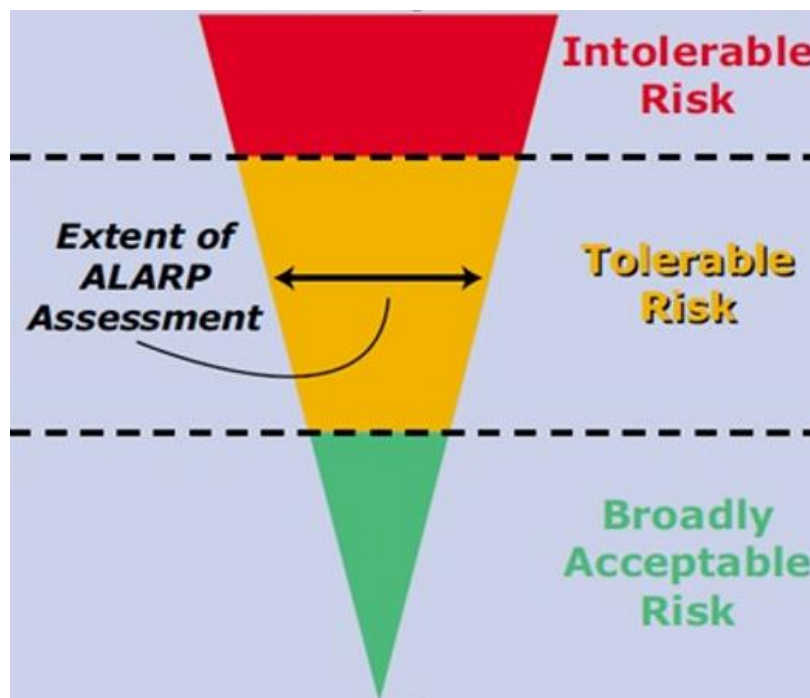 Intolerable
Risk
Extent of
ALARP
Assessment
Tolerable
Risk
Broadly
Acceptable
Risk